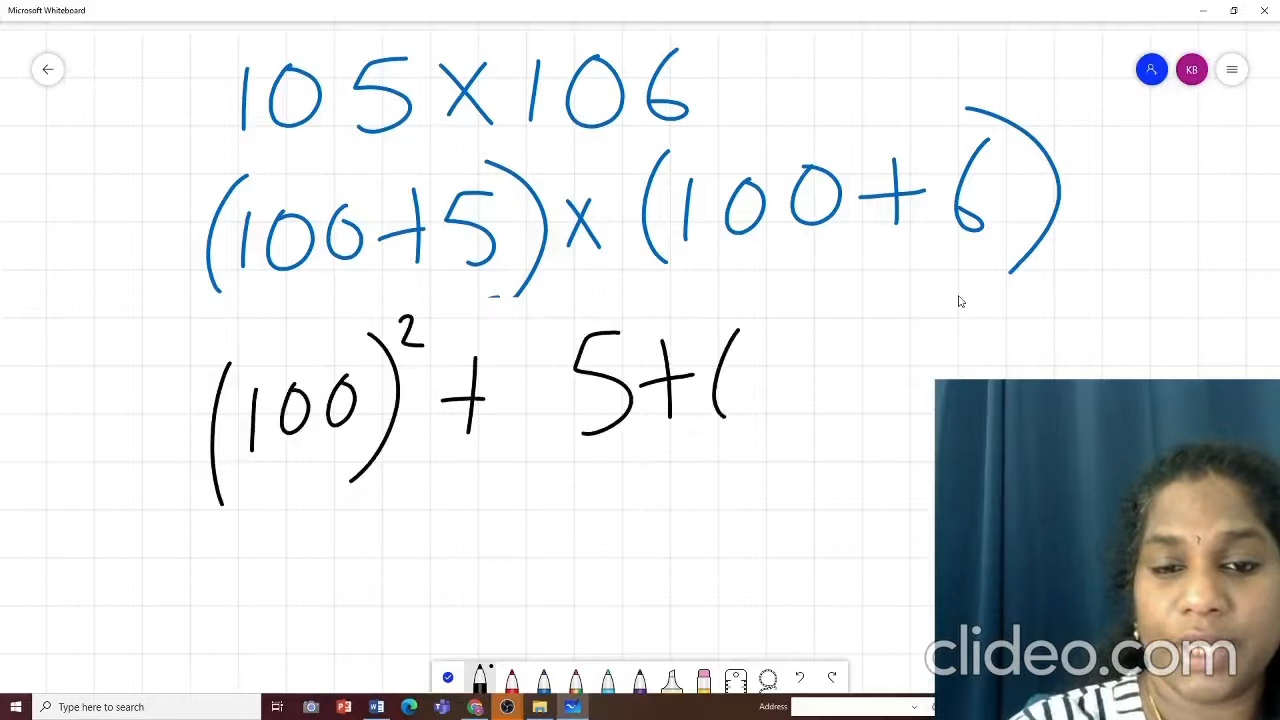 Microsoft Whiteboard
KB
105×106
(100+5)×(100+6)
(100)² + 5+(
clideo.com
Type here to search
Address